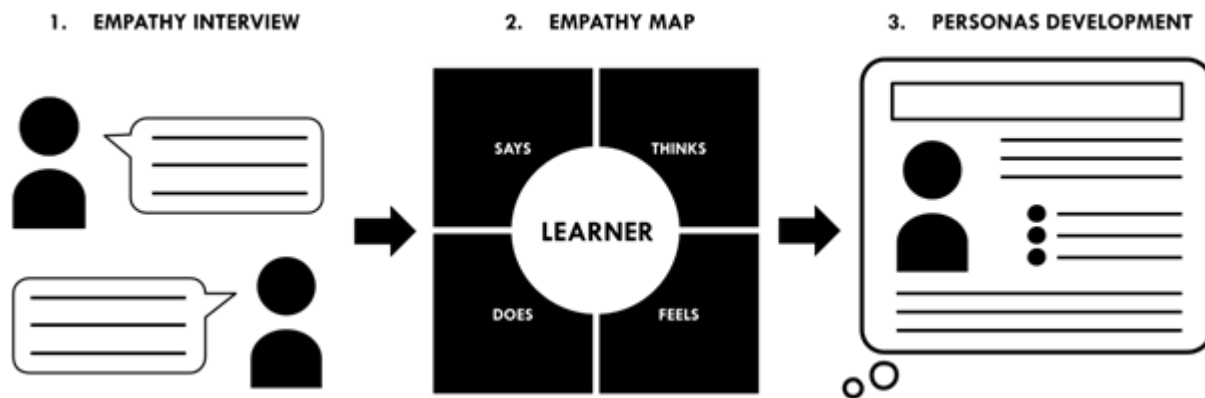 1. EMPATHY INTERVIEW
2. EMPATHY MAP
3. PERSONAS DEVELOPMENT
SAYS
THINKS
LEARNER
DOES
FEELS